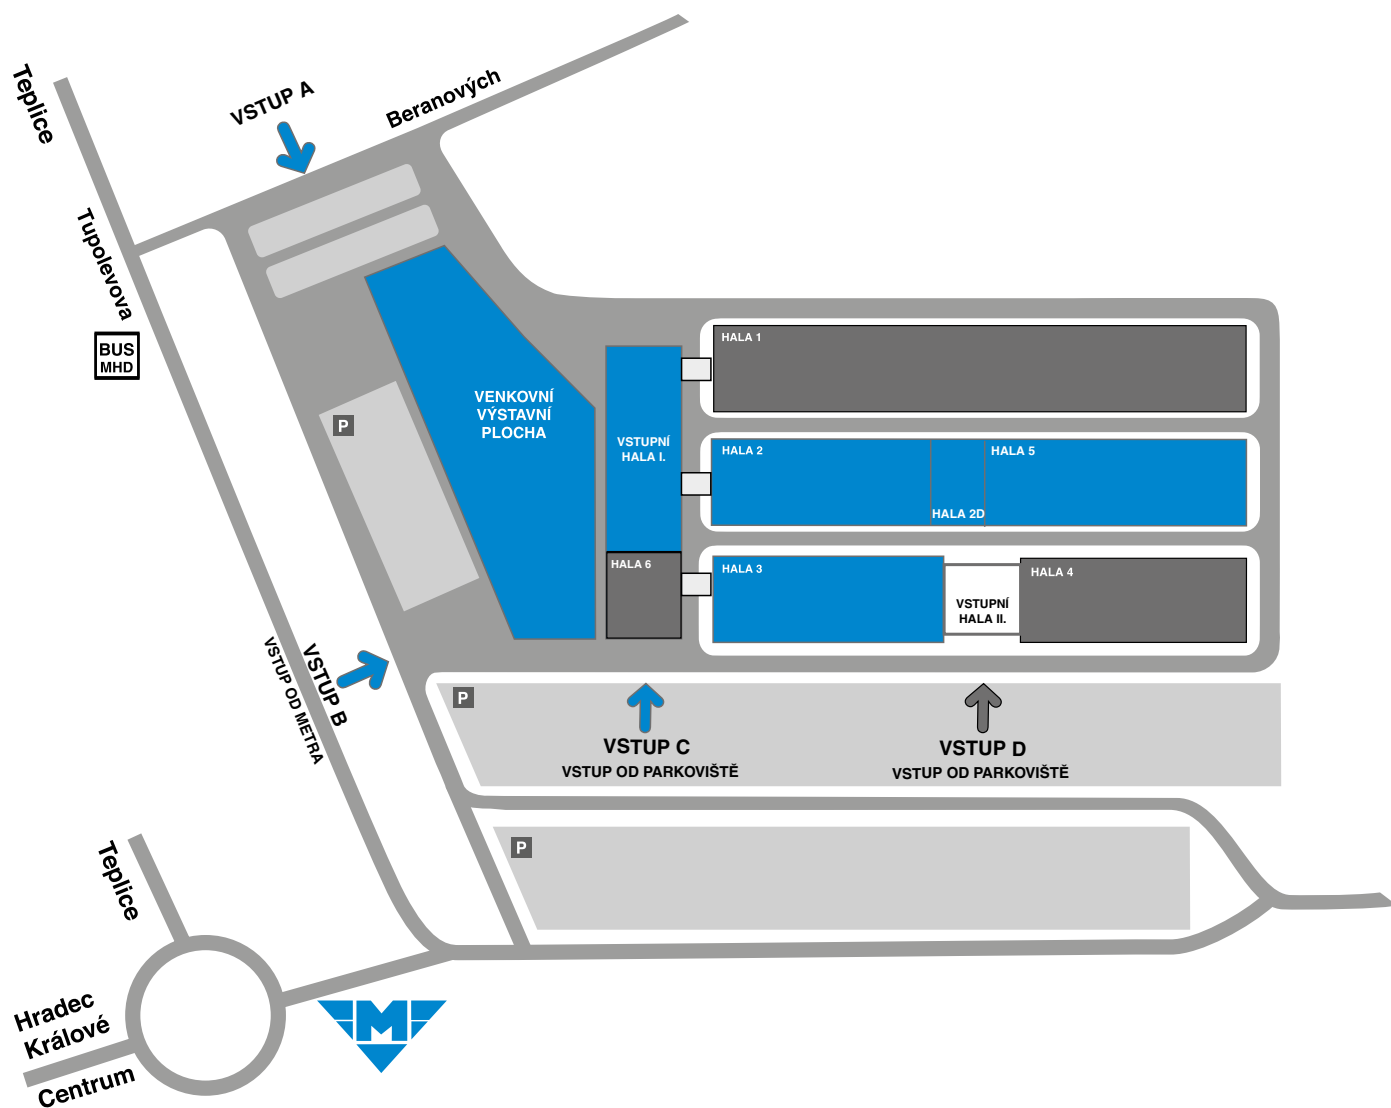 Teplice
VSTUP A
Beranových
Tupolevova
BUS
MHD
P
VENKOVNÍ
VÝSTAVNÍ
PLOCHA
VSTUPNÍ
HALA I.
HALA 1
HALA 2
HALA 2D
HALA 5
HALA 6
HALA 3
VSTUPNÍ
HALA II.
HALA 4
VSTUP B
VSTUP OD METRA
P
VSTUP C
VSTUP OD PARKOVIŠTĚ
VSTUP D
VSTUP OD PARKOVIŠTĚ
P
Teplice
Hradec
Králové
Centrum
M